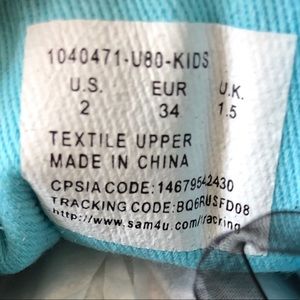 1040471-U80-KIDS
U.S. EUR U.K.
2 34 1.5
TEXTILE UPPER
MADE IN CHINA
CPSIA CODE: 14679542430
TRACKING CODE: BQ6RUSFD08
http://www.sam4u.com/tracking